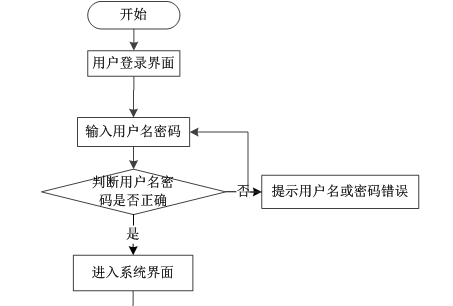 开始
用户登录界面
输入用户名密码
判断用户名密
码是否正确
否
提示用户名或密码错误
是
进入系统界面